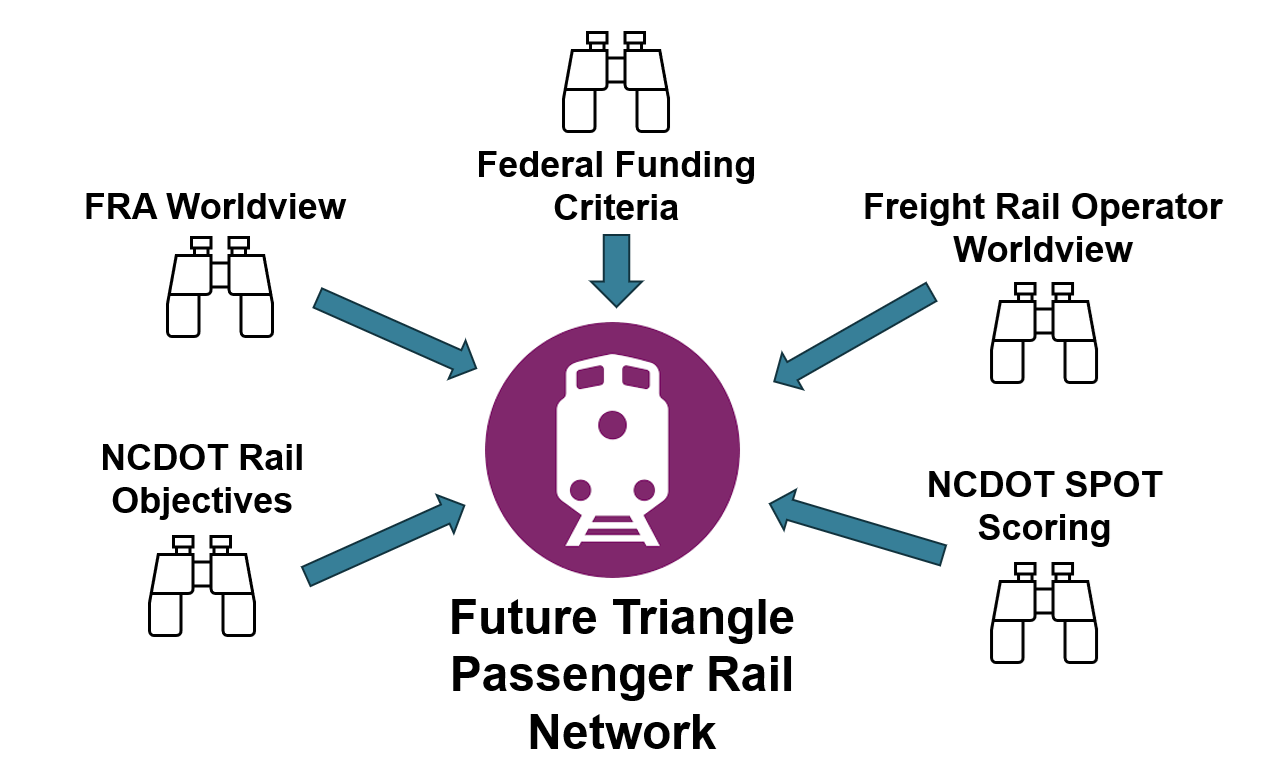 Federal Funding
Criteria
FRA Worldview
Freight Rail Operator
Worldview
NCDOT Rail
Objectives
NCDOT SPOT
Scoring
Future Triangle
Passenger Rail
Network